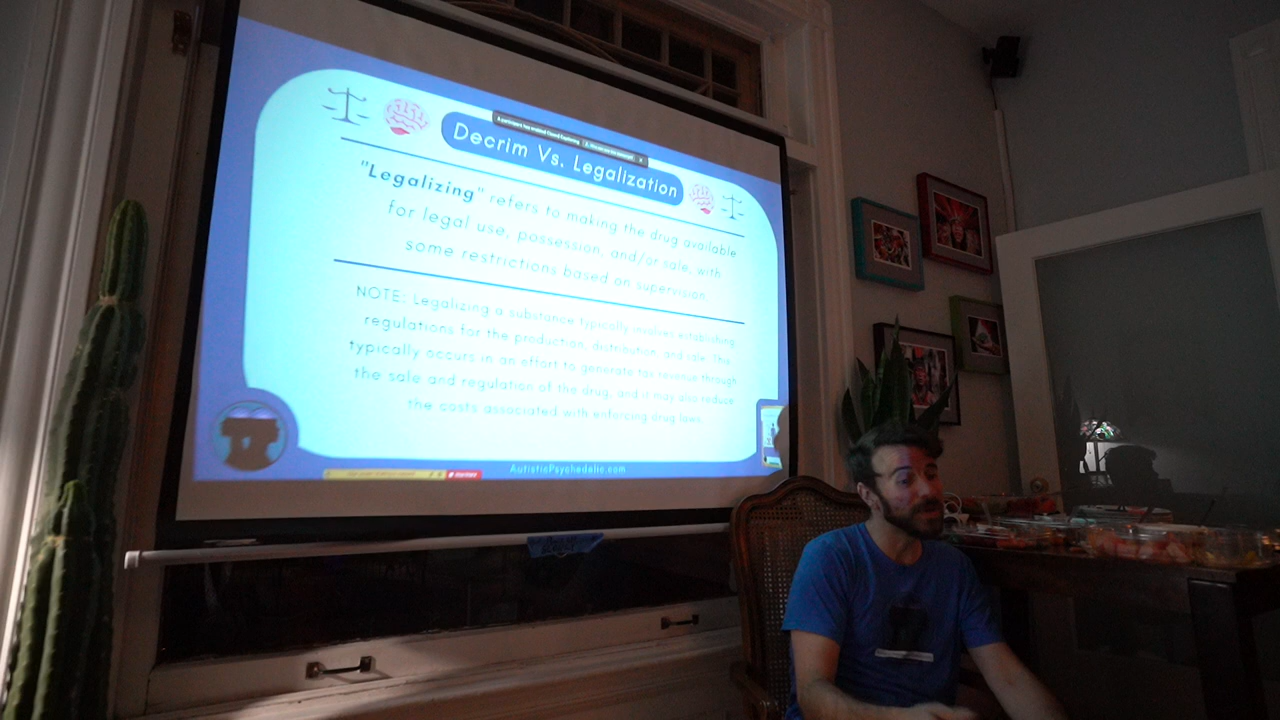 Decrim Vs. Legalization
"Legalizing" refers to making the drug available
for legal use, possession, and/or sale, with
some restrictions based on supervision.
NOTE: Legalizing a substance typically involves establishing
regulations for the production, distribution, and sale. This
typically occurs in an effort to generate tax revenue through
the sale and regulation of the drug, and it may also reduce
the costs associated with enforcing drug laws.
AutisticPsychedelic.com